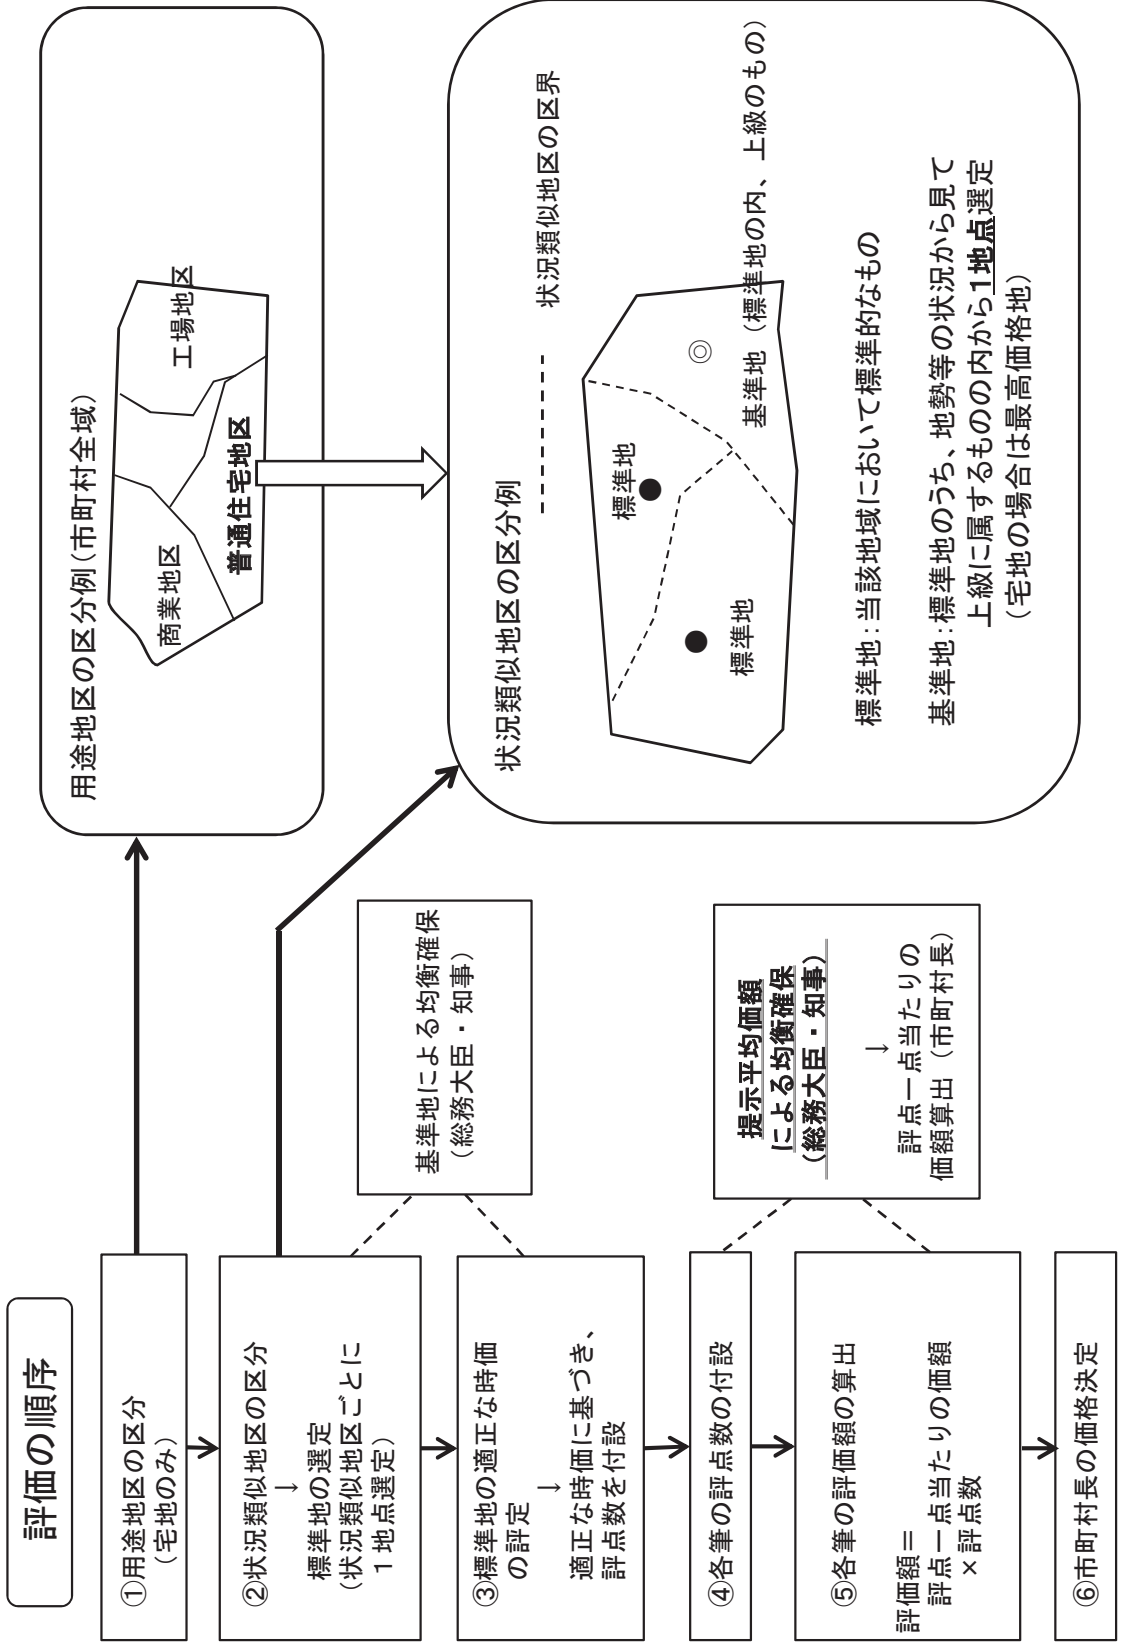 評価の順序
①用途地区の区分
(宅地のみ)
②状況類似地区の区分
↓
標準地の選定
(状況類似地区ごとに
1地点選定)
③標準地の適正な時価
の評定
↓
適正な時価に基づき、
評点数を付設
④各筆の評点数の付設
⑤各筆の評価額の算出
評価額=
評点一点当たりの価額
×評点数
⑥市町村長の価格決定
基準地による均衡確保
(総務大臣・知事)
提示平均価額
による均衡確保
(総務大臣・知事)
↓
評点一点当たりの
価額算出(市町村長)
用途地区の区分例(市町村全域)
商業地区
工場地区
普通住宅地区
状況類似地区の区分例
状況類似地区の区界
標準地
標準地
基準地(標準地の内、上級のもの)
標準地:当該地域において標準的なもの
基準地:標準地のうち、地勢等の状況から見て
上級に属するものの内から1地点選定
(宅地の場合は最高価格地)